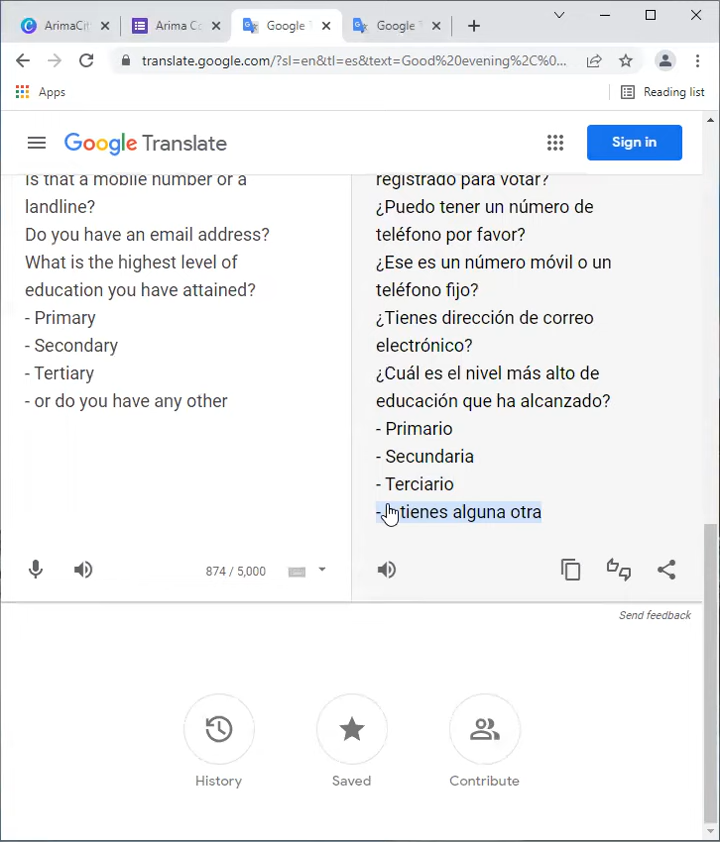 ArimaCit
Arima Co
Google T
Google T
translate.google.com/?sl=en&tl=es&text=Good%20evening%2C%0...
Apps
Reading list
Google Translate
Sign in
Is that a mobile number or a
landline?
Do you have an email address?
What is the highest level of
education you have attained?
- Primary
- Secondary
- Tertiary
- or do you have any other
874 / 5,000
registrado para votar?
¿Puedo tener un número de
teléfono por favor?
¿Ese es un número móvil o un
teléfono fijo?
¿Tienes dirección de correo
electrónico?
¿Cuál es el nivel más alto de
educación que ha alcanzado?
- Primario
- Secundaria
- Terciario
- tienes alguna otra
Send feedback
History
Saved
Contribute